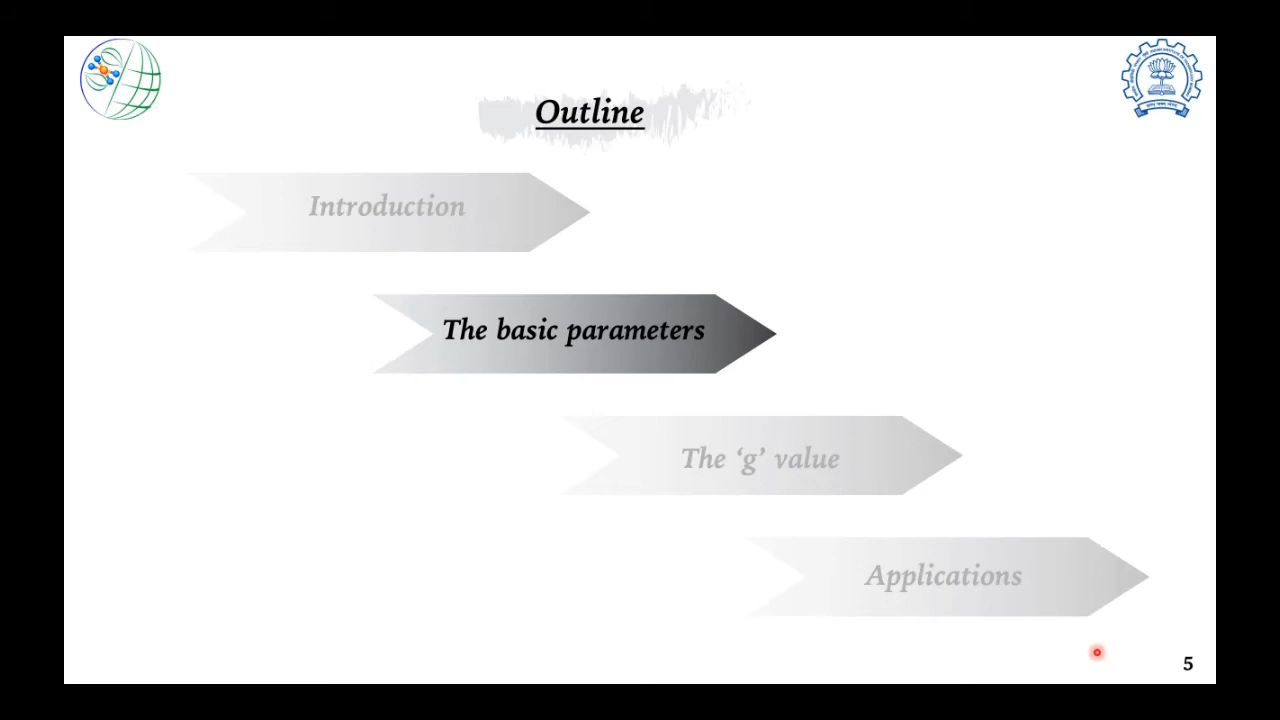 Outline
Introduction
The basic parameters
The ‘g’ value
Applications
5